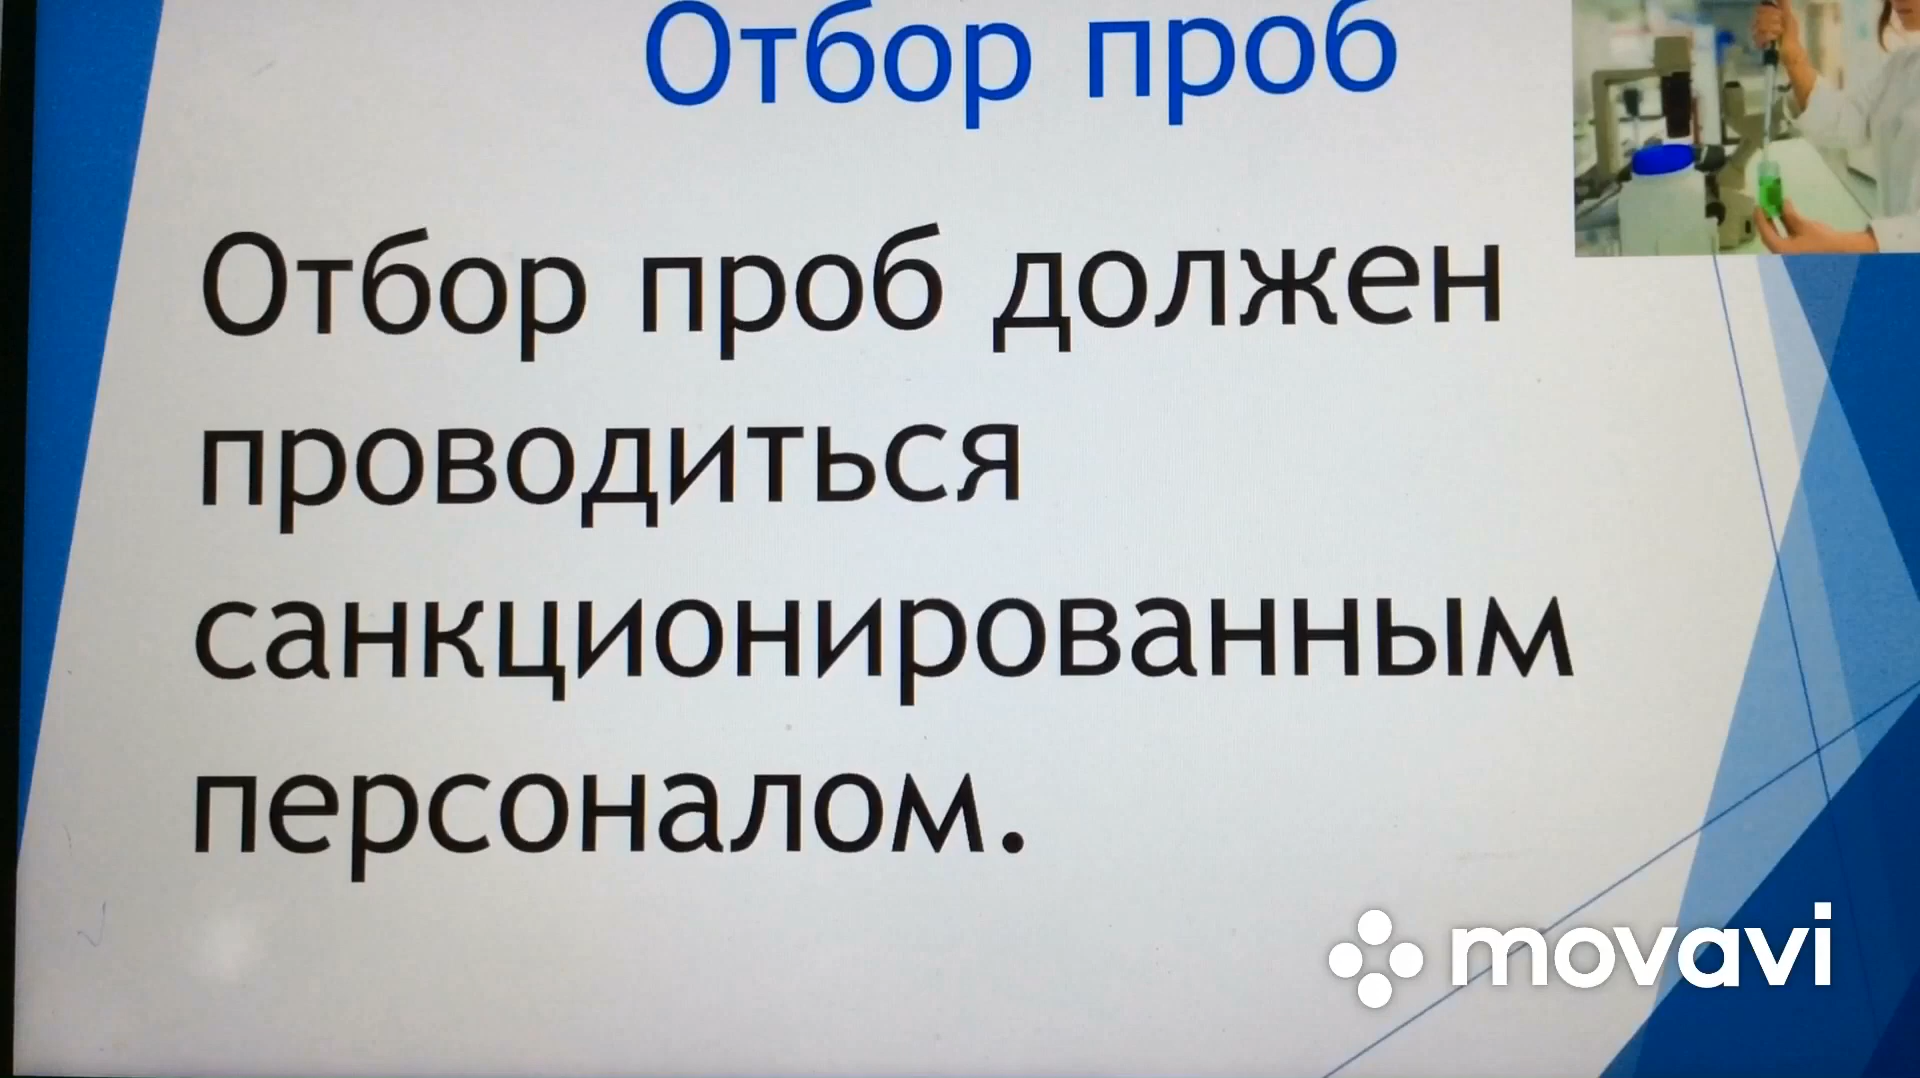 Отбор проб
Отбор проб должен
проводиться
санкционированным
персоналом.
movavi